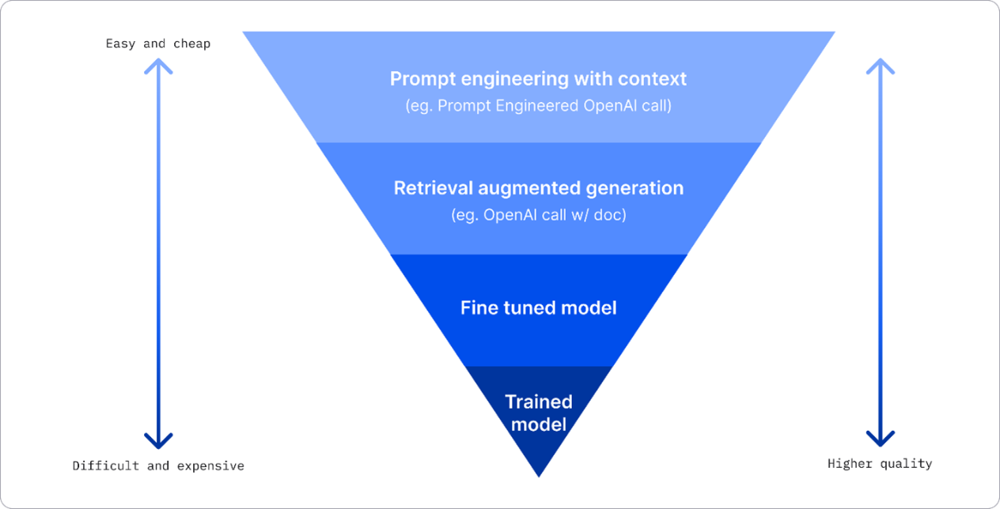 Easy and cheap
Prompt engineering with context
(eg. Prompt Engineered OpenAI call)
Retrieval augmented generation
(eg. OpenAI call w/ doc)
Fine tuned model
Trained
model
Difficult and expensive
Higher quality